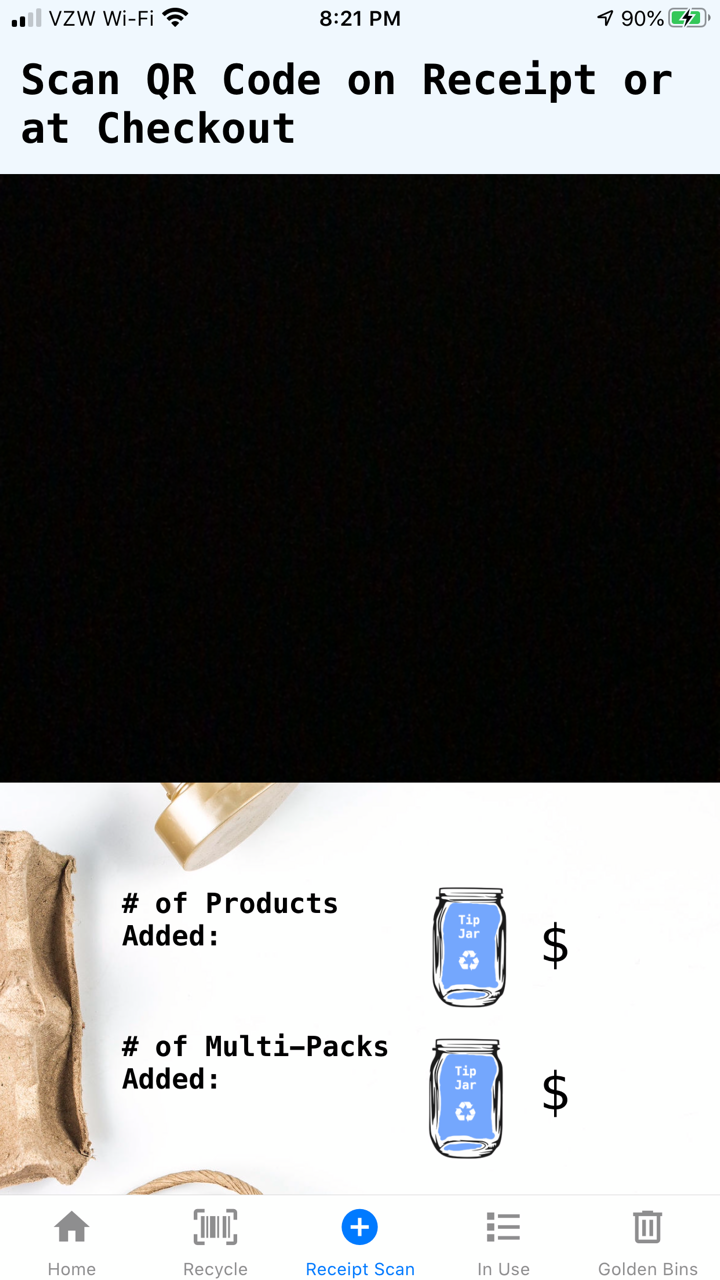 VZW Wi-Fi 8:21 PM 90%
Scan QR Code on Receipt or
at Checkout
# of Products
Added:
Tip
Jar
$
# of Multi-Packs
Added:
Tip
Jar
$
Home Recycle Receipt Scan In Use Golden Bins